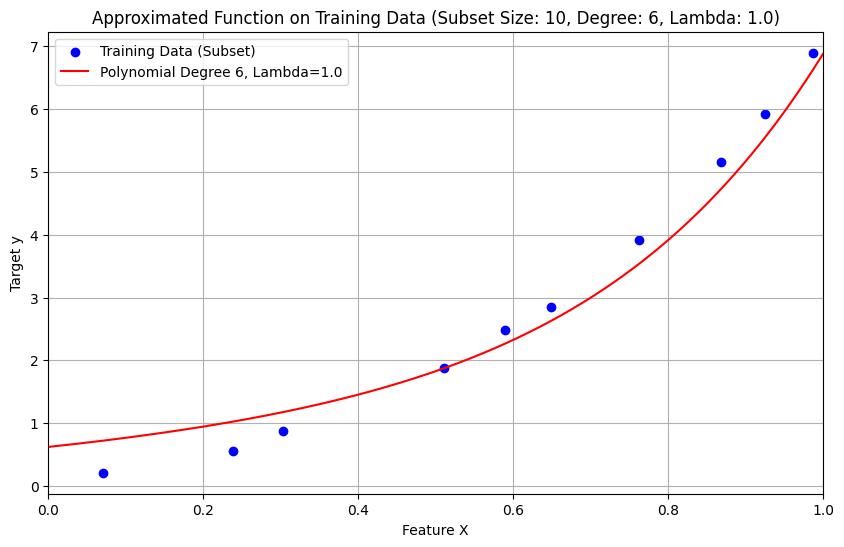 Approximated Function on Training Data (Subset Size: 10, Degree: 6, Lambda: 1.0)
Training Data (Subset)
Polynomial Degree 6, Lambda=1.0
Target y
7
6
5
4
3
2
1
0
0.0 0.2 0.4 0.6 0.8 1.0
Feature X